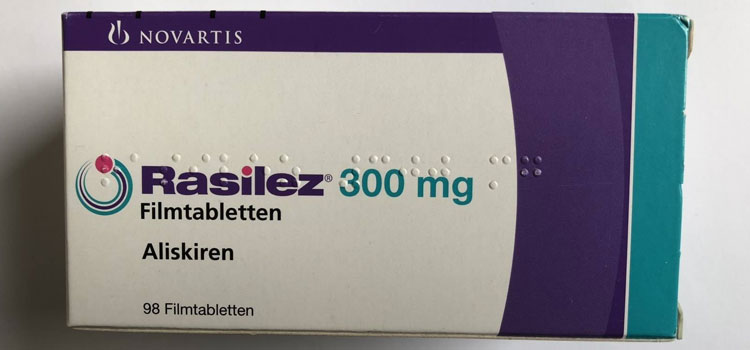 NOVARTIS
Rasilez® 300 mg
Filmtabletten
Aliskiren
98 Filmtabletten